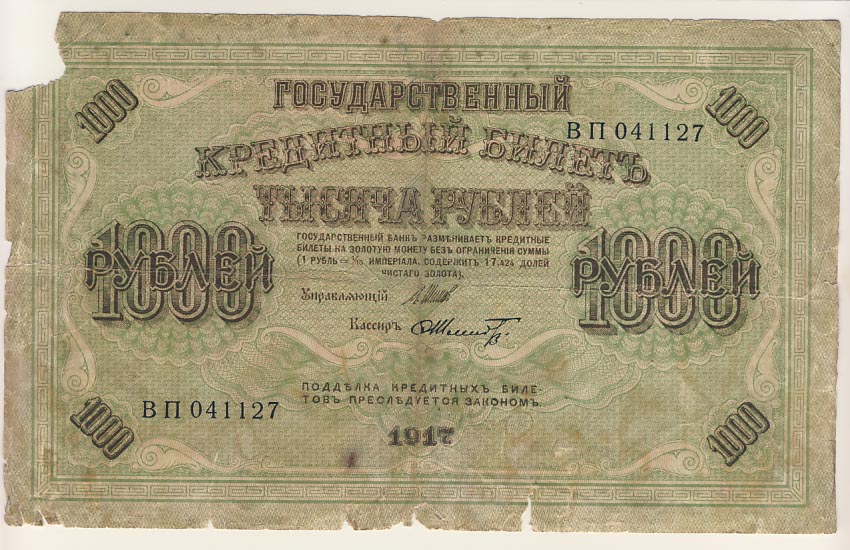 1000
1000
ГОСУДАРСТВЕННЫЙ
ВП 041127
КРЕДИТНЫЙ БИЛЕТЪ
ТЫСЯЧА РУБЛЕЙ
ГОСУДАРСТВЕННЫЙ БАНКЪ РАЗМѢНИВАЕТЪ КРЕДИТНЫЕ
БИЛЕТЫ НА ЗОЛОТУЮ МОНЕТУ БЕЗЪ ОГРАНИЧЕНІЯ СУММЫ
(1 РУБЛЬ = 1/15 ИМПЕРІАЛА, СОДЕРЖИТЪ 17,424 ДОЛЕЙ
ЧИСТАГО ЗОЛОТА).
1000 РУБЛЕЙ
1000 РУБЛЕЙ
Управляющій
Кассиръ
ПОДДѢЛКА КРЕДИТНЫХЪ БИЛЕ-
ТОВЪ ПРЕСЛѢДУЕТСЯ ЗАКОНОМЪ.
ВП 041127
1917
1000
1000